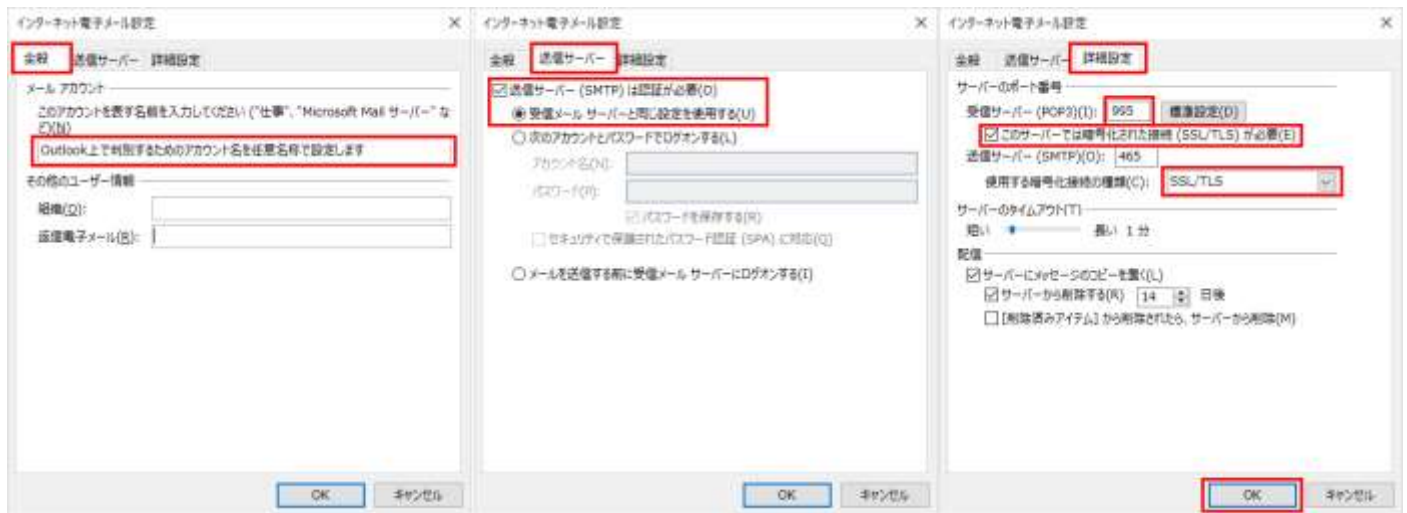 インターネット電子メール設定
全般 送信サーバー 詳細設定
メール アカウント
このアカウントを表す名前を入力してください ("仕事"、"Microsoft Mail サーバー" な
ど)(N)
Outlook上で判別するためのアカウント名を任意名称で設定します
その他のユーザー情報
組織(O):
返信電子メール(R):
OK キャンセル
インターネット電子メール設定
全般 送信サーバー 詳細設定
送信サーバー (SMTP) は認証が必要(O)
受信メール サーバーと同じ設定を使用する(U)
次のアカウントとパスワードでログオンする(L)
アカウント名(N):
パスワード(P):
パスワードを保存する(R)
セキュリティで保護されたパスワード認証 (SPA) に対応(Q)
メールを送信する前に受信メール サーバーにログオンする(I)
OK キャンセル
インターネット電子メール設定
全般 送信サーバー 詳細設定
サーバーのポート番号
受信サーバー (POP3)(I): 995 標準設定(D)
このサーバーでは暗号化された接続 (SSL/TLS) が必要(E)
送信サーバー (SMTP)(O): 465
使用する暗号化接続の種類(C): SSL/TLS
サーバーのタイムアウト(T)
短い 長い 1 分
配信
サーバーにメッセージのコピーを置く(L)
サーバーから削除する(R) 14 日後
[削除済みアイテム] から削除されたら、サーバーから削除(M)
OK キャンセル